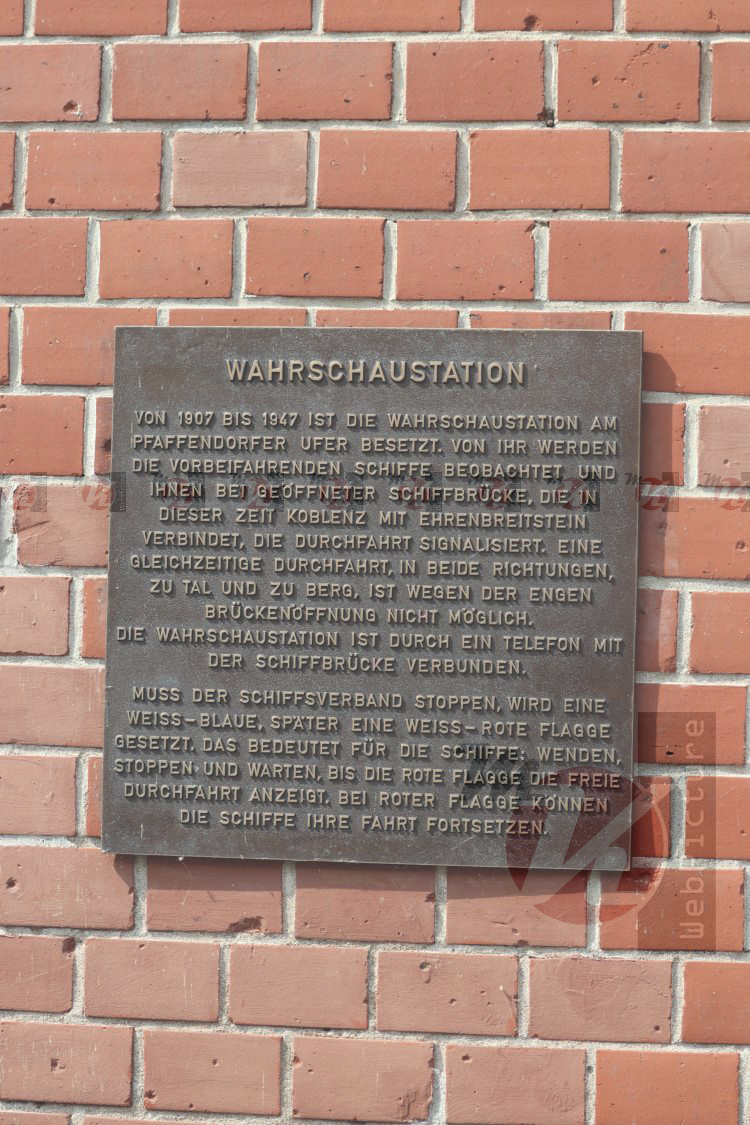 WAHRSCHAUSTATION
VON 1907 BIS 1947 IST DIE WAHRSCHAUSTATION AM
PFAFFENDORFER UFER BESETZT. VON IHR WERDEN
DIE VORBEIFAHRENDEN SCHIFFE BEOBACHTET UND
IHNEN BEI GEÖFFNETER SCHIFFBRÜCKE, DIE IN
DIESER ZEIT KOBLENZ MIT EHRENBREITSTEIN
VERBINDET, DIE DURCHFAHRT SIGNALISIERT. EINE
GLEICHZEITIGE DURCHFAHRT, IN BEIDE RICHTUNGEN,
ZU TAL UND ZU BERG, IST WEGEN DER ENGEN
BRÜCKENÖFFNUNG NICHT MÖGLICH.
DIE WAHRSCHAUSTATION IST DURCH EIN TELEFON MIT
DER SCHIFFBRÜCKE VERBUNDEN.
MUSS DER SCHIFFSVERBAND STOPPEN, WIRD EINE
WEISS-BLAUE, SPÄTER EINE WEISS-ROTE FLAGGE
GESETZT. DAS BEDEUTET FÜR DIE SCHIFFE: WENDEN,
STOPPEN UND WARTEN, BIS DIE ROTE FLAGGE DIE FREIE
DURCHFAHRT ANZEIGT. BEI ROTER FLAGGE KÖNNEN
DIE SCHIFFE IHRE FAHRT FORTSETZEN.
webpicture